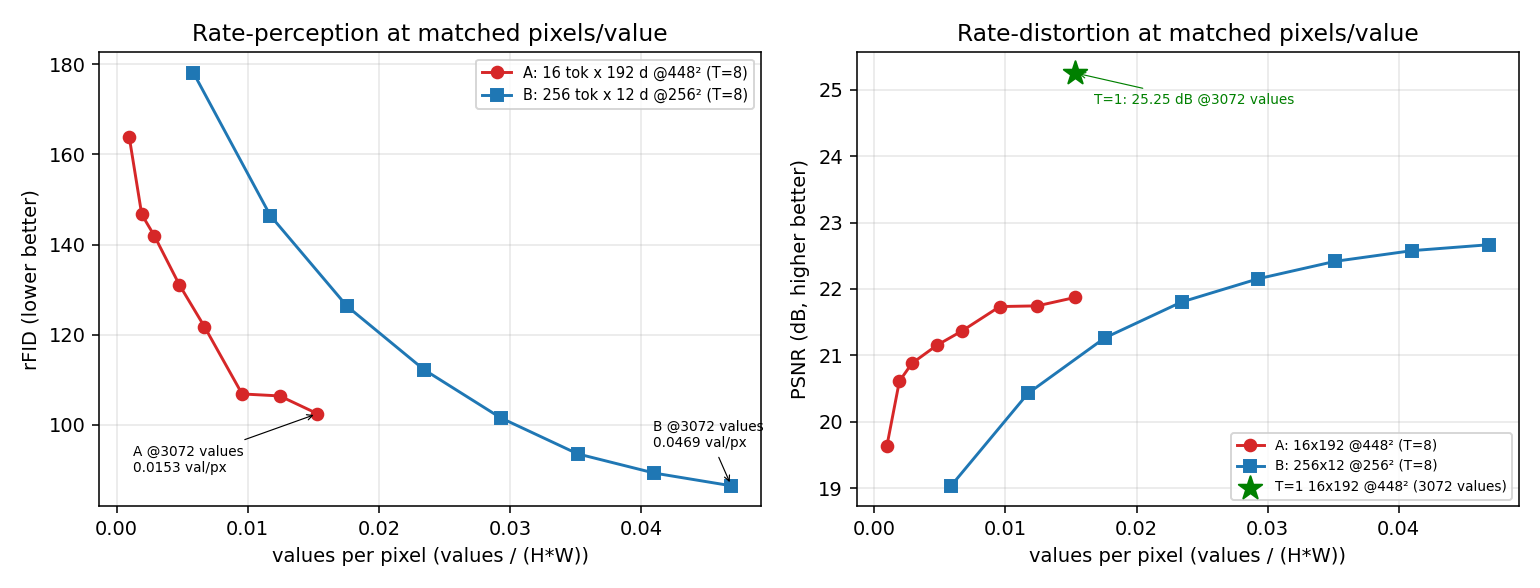 Rate-perception at matched pixels/value
180
160
140
120
100
rFID (lower better)
A: 16 tok x 192 d @448² (T=8)
B: 256 tok x 12 d @256² (T=8)
A @3072 values
0.0153 val/px
B @3072 values
0.0469 val/px
0.00
0.01
0.02
0.03
0.04
values per pixel (values / (H*W))
Rate-distortion at matched pixels/value
25
24
23
22
21
20
19
PSNR (dB, higher better)
T=1: 25.25 dB @3072 values
A: 16x192 @448² (T=8)
B: 256x12 @256² (T=8)
T=1 16x192 @448² (3072 values)
0.00
0.01
0.02
0.03
0.04
values per pixel (values / (H*W))